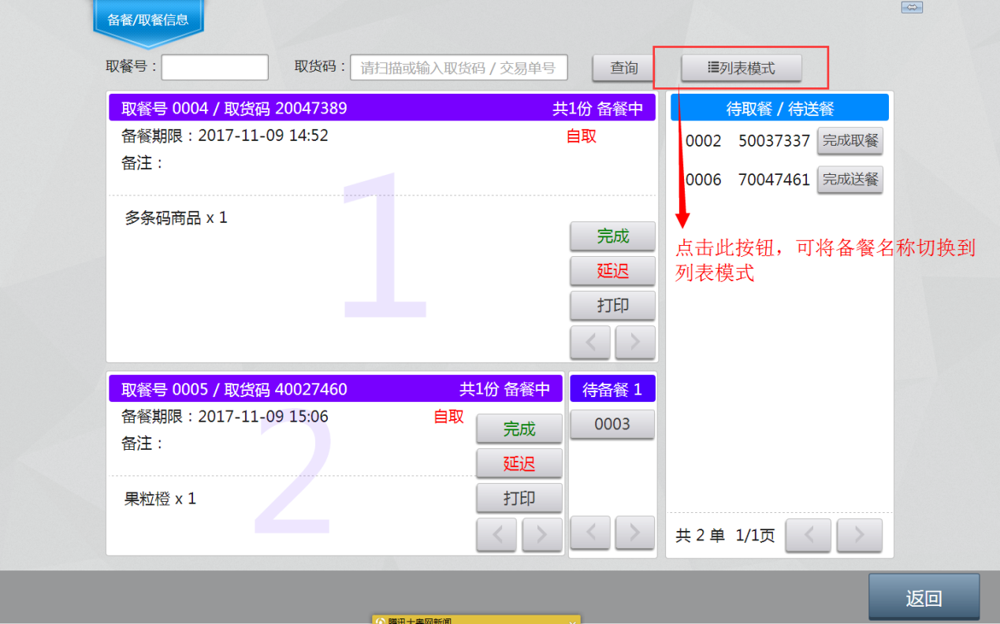 备餐/取餐信息
取餐号：
取货码：
请扫描或输入取货码 / 交易单号
查询
列表模式
取餐号 0004 / 取货码 20047389
共1份 备餐中
备餐期限：2017-11-09 14:52
自取
备注：
1
多条码商品 x 1
完成
延迟
打印
取餐号 0005 / 取货码 40027460
共1份 备餐中
备餐期限：2017-11-09 15:06
自取
备注：
2
果粒橙 x 1
完成
延迟
打印
待备餐 1
0003
待取餐 / 待送餐
0002 50037337 完成取餐
0006 70047461 完成送餐
点击此按钮，可将备餐名称切换到
列表模式
共 2 单 1/1页
返回